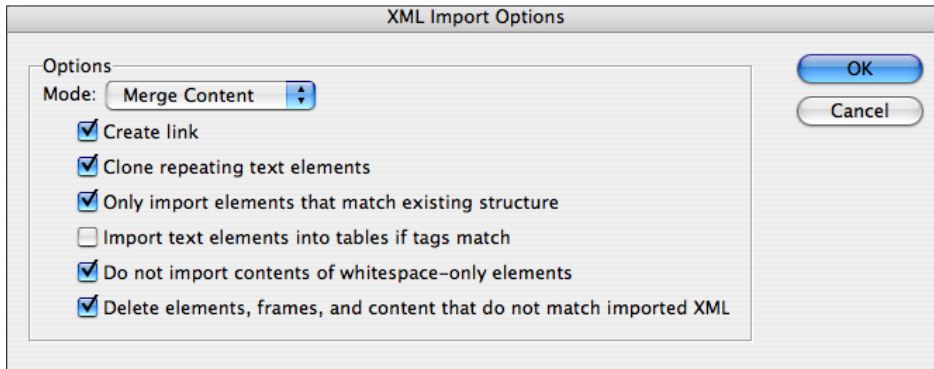 XML Import Options
Options
Mode: Merge Content
Create link
Clone repeating text elements
Only import elements that match existing structure
Import text elements into tables if tags match
Do not import contents of whitespace-only elements
Delete elements, frames, and content that do not match imported XML
OK
Cancel